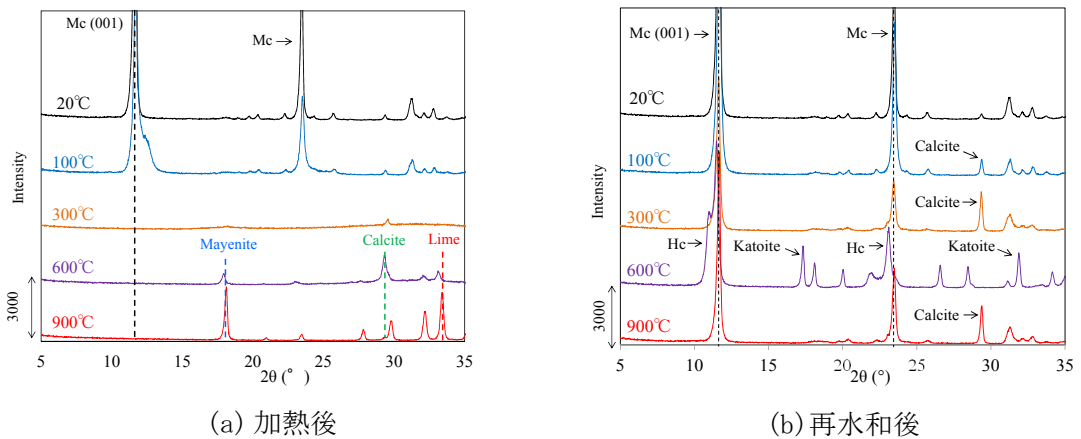 Mc (001)
Mc
20℃
100℃
300℃
Mayenite
Calcite
Lime
600℃
900℃
Intensity
3000
5
10
15
20
25
30
35
2θ (°)
(a) 加熱後
Mc (001)
Mc
20℃
Calcite
100℃
Calcite
300℃
Hc
Katoite
Hc
Katoite
600℃
Calcite
900℃
Intensity
3000
5
10
15
20
25
30
35
2θ (°)
(b) 再水和後